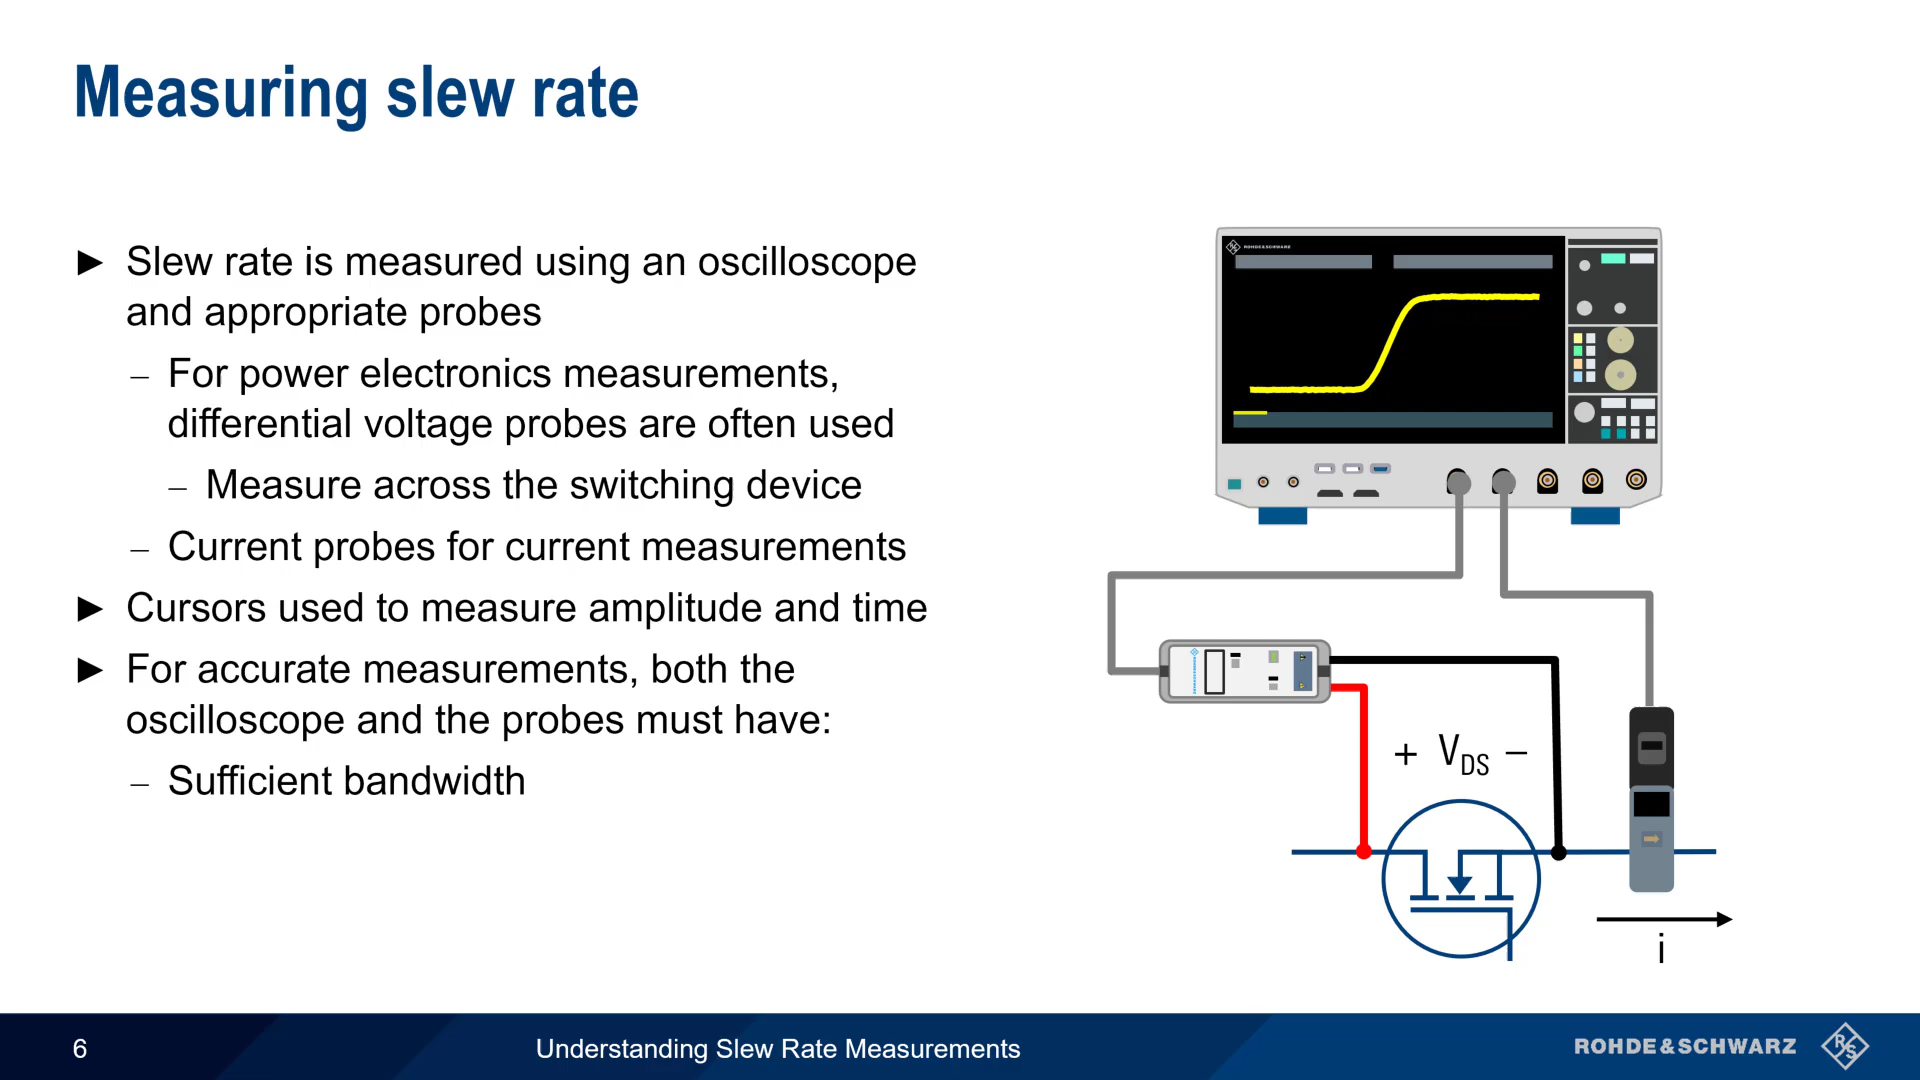 Measuring slew rate
► Slew rate is measured using an oscilloscope
and appropriate probes
– For power electronics measurements,
differential voltage probes are often used
– Measure across the switching device
– Current probes for current measurements
► Cursors used to measure amplitude and time
► For accurate measurements, both the
oscilloscope and the probes must have:
– Sufficient bandwidth
ROHDE&SCHWARZ
+ VDS –
i
6
Understanding Slew Rate Measurements
ROHDE&SCHWARZ
R&S